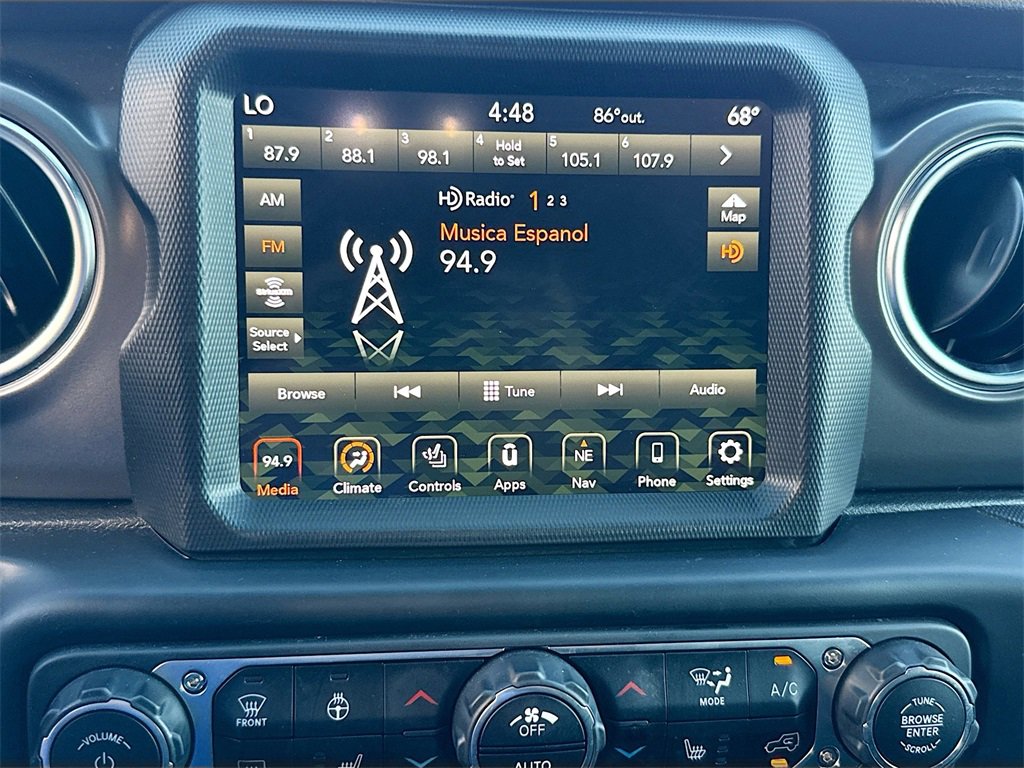 LO 4:48 86°out. 68°
1 87.9 2 88.1 3 98.1 4 Hold to Set 5 105.1 6 107.9
AM
HD Radio 1 2 3
Map
FM
Musica Espanol
HD
94.9
SiriusXM
Source
Select
Browse Tune Audio
94.9 NE
Media Climate Controls Apps Nav Phone Settings
FRONT MODE A/C
VOLUME
OFF
AUTO
TUNE
BROWSE
ENTER
SCROLL